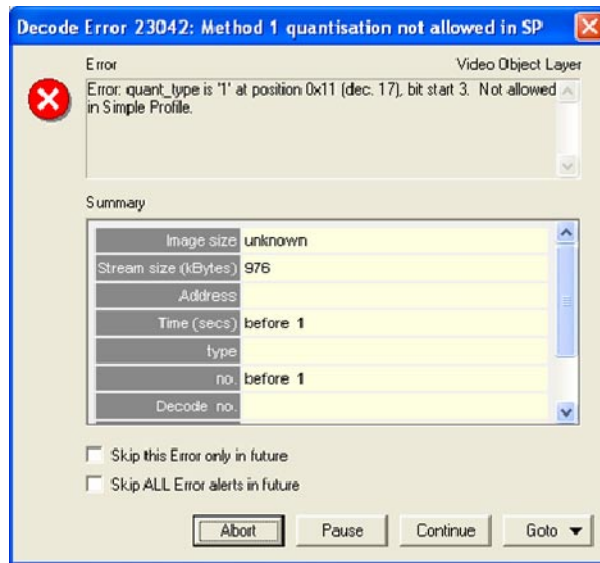 Decode Error 23042: Method 1 quantisation not allowed in SP
Error
Video Object Layer
Error: quant_type is '1' at position 0x11 (dec. 17), bit start 3.  Not allowed
in Simple Profile.
Summary
Image size unknown
Stream size (kBytes) 976
Address
Time (secs) before 1
type
no. before 1
Decode no.
Skip this Error only in future
Skip ALL Error alerts in future
Abort Pause Continue Goto